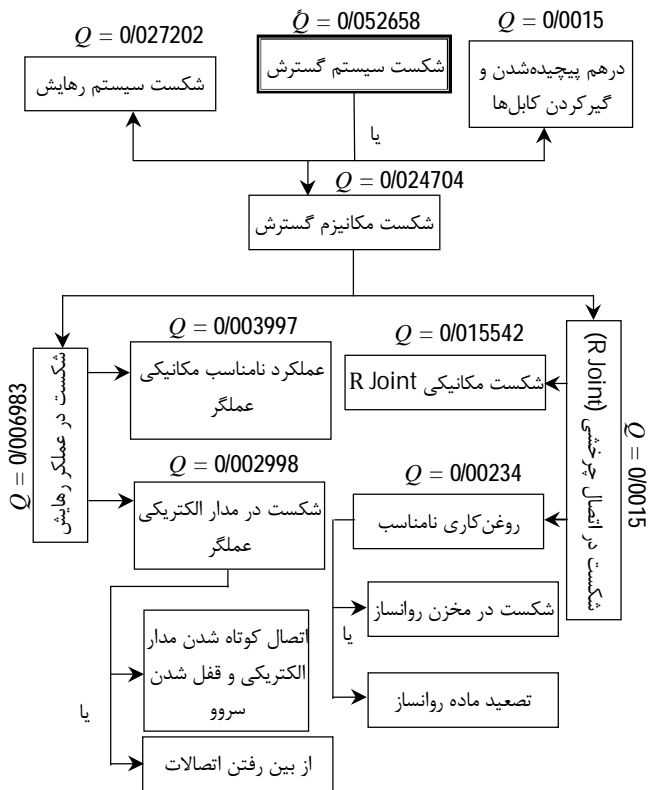 Q = 0/052658
شکست سیستم گسترش
یا
Q = 0/0015
درهم پیچیده‌شدن و
گیرکردن کابل‌ها
Q = 0/027202
شکست سیستم رهایش
Q = 0/024704
شکست مکانیزم گسترش
Q = 0/0015
شکست در اتصال چرخشی (R Joint)
Q = 0/015542
شکست مکانیکی R Joint
Q = 0/00234
روغن‌کاری نامناسب
یا
شکست در مخزن روانساز
تصعید ماده روانساز
Q = 0/006983
شکست در عملکر رهایش
Q = 0/003997
عملکرد نامناسب مکانیکی
عملگر
Q = 0/002998
شکست در مدار الکتریکی
عملگر
یا
اتصال کوتاه شدن مدار
الکتریکی و قفل شدن
سروو
از بین رفتن اتصالات